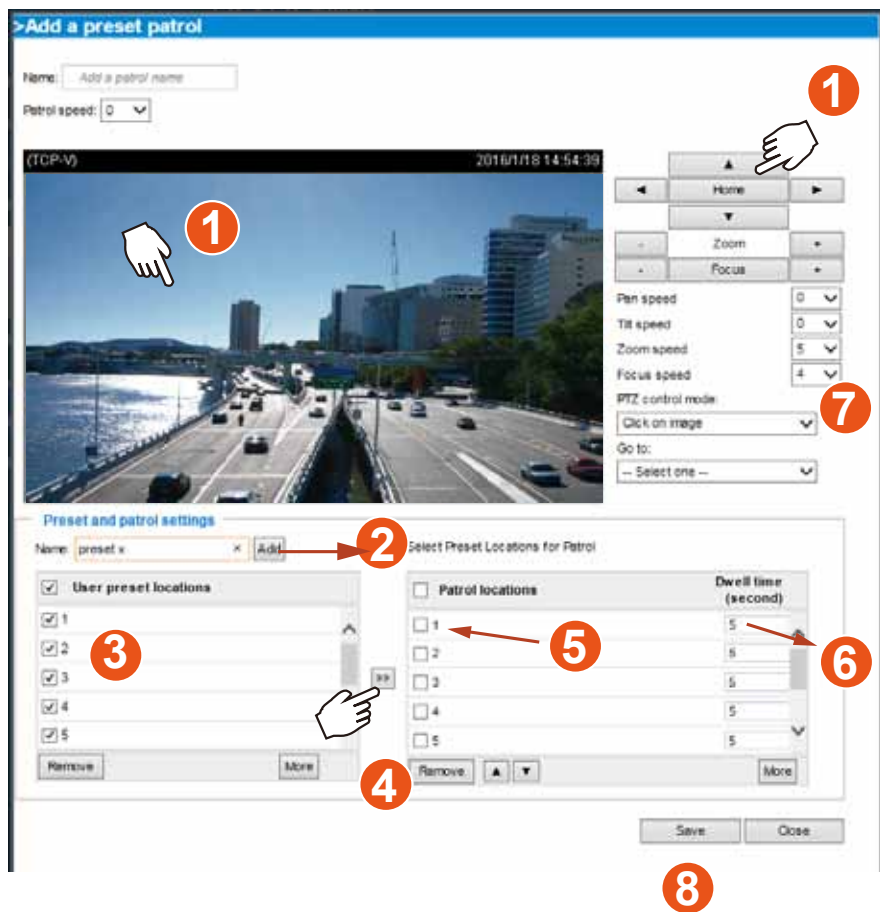 >Add a preset patrol
Name: Add a patrol name
Patrol speed: 0
1
(TCP-V) 2016/1/18 14:54:39
1
▲
◄ Home ►
▼
- Zoom +
- Focus +
Pan speed 0
Tilt speed 0
Zoom speed 5
Focus speed 4
PTZ control mode:
7
Click on image
Go to:
-- Select one --
Preset and patrol settings
Name: preset x × Add
2
Select Preset Locations for Patrol
User preset locations
1
2
3
4
5
3
Remove More
>>
4
Patrol locations Dwell time (second)
1 5
2 5
3 5
4 5
5 5
5
6
Remove ▲ ▼ More
Save Close
8